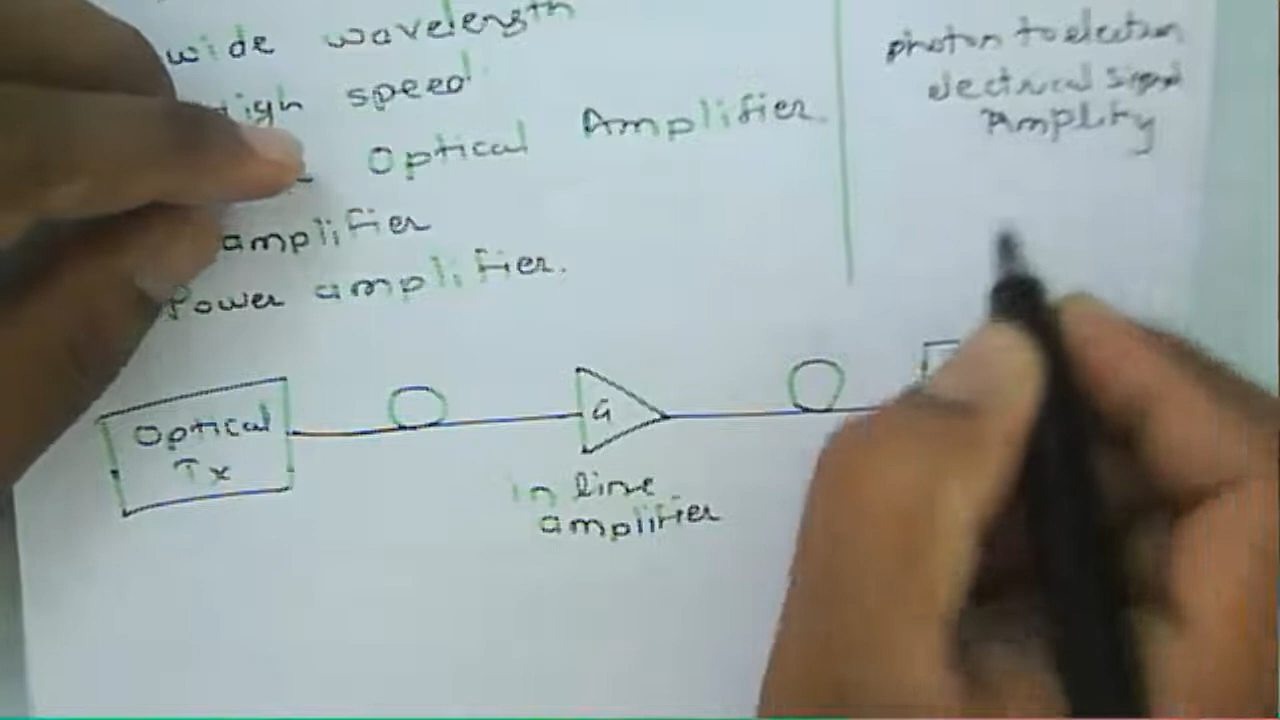 wide wavelength
High speed
Optical Amplifier
amplifier
Power amplifier.
photon to electron
electrical signal
Amplify
Optical
Tx
G
In line
amplifier